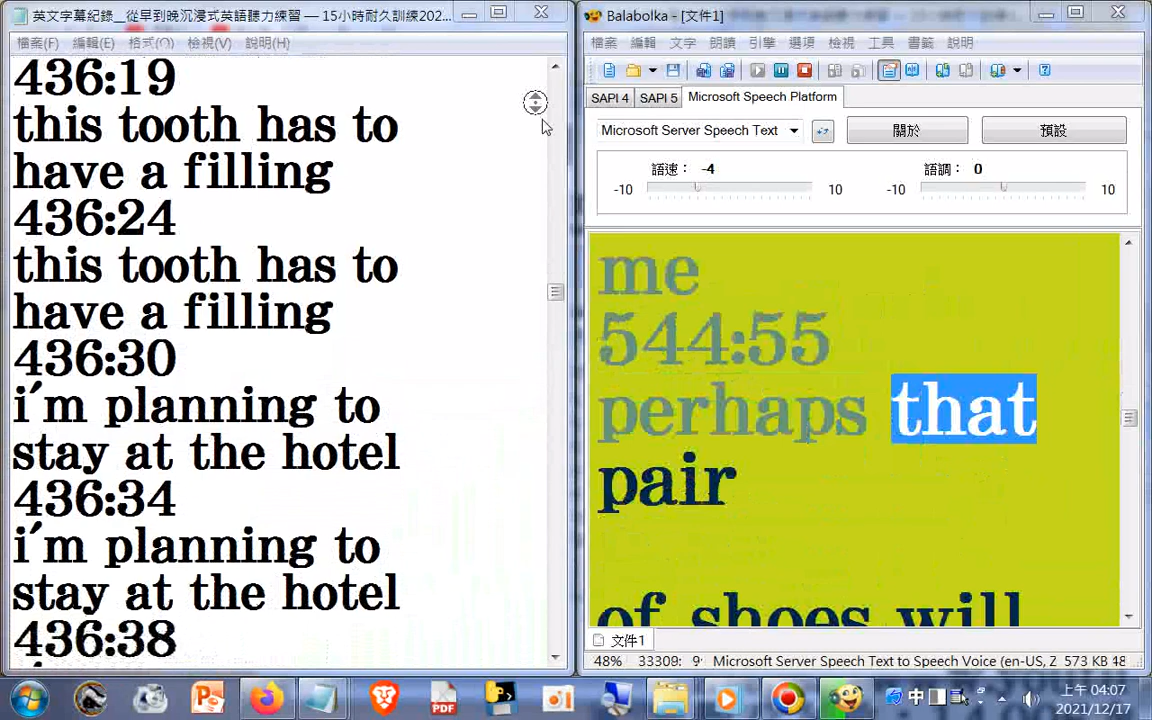 英文字幕紀錄__從早到晚沉浸式英語聽力練習 — 15小時耐久訓練202...
檔案(F) 編輯(E) 格式(O) 檢視(V) 說明(H)
436:19
this tooth has to
have a filling
436:24
this tooth has to
have a filling
436:30
i´m planning to
stay at the hotel
436:34
i´m planning to
stay at the hotel
436:38
Balabolka - [文件1]
檔案 編輯 文字 朗讀 引擎 選項 檢視 工具 書籤 說明
SAPI 4 SAPI 5 Microsoft Speech Platform
Microsoft Server Speech Text 關於 預設
語速： -4 語調： 0
-10 10 -10 10
me
544:55
perhaps that
pair
of shoes will
文件1
48% 33309: Microsoft Server Speech Text to Speech Voice (en-US, Z 573 KB 48
PDF 中 上午 04:07
2021/12/17